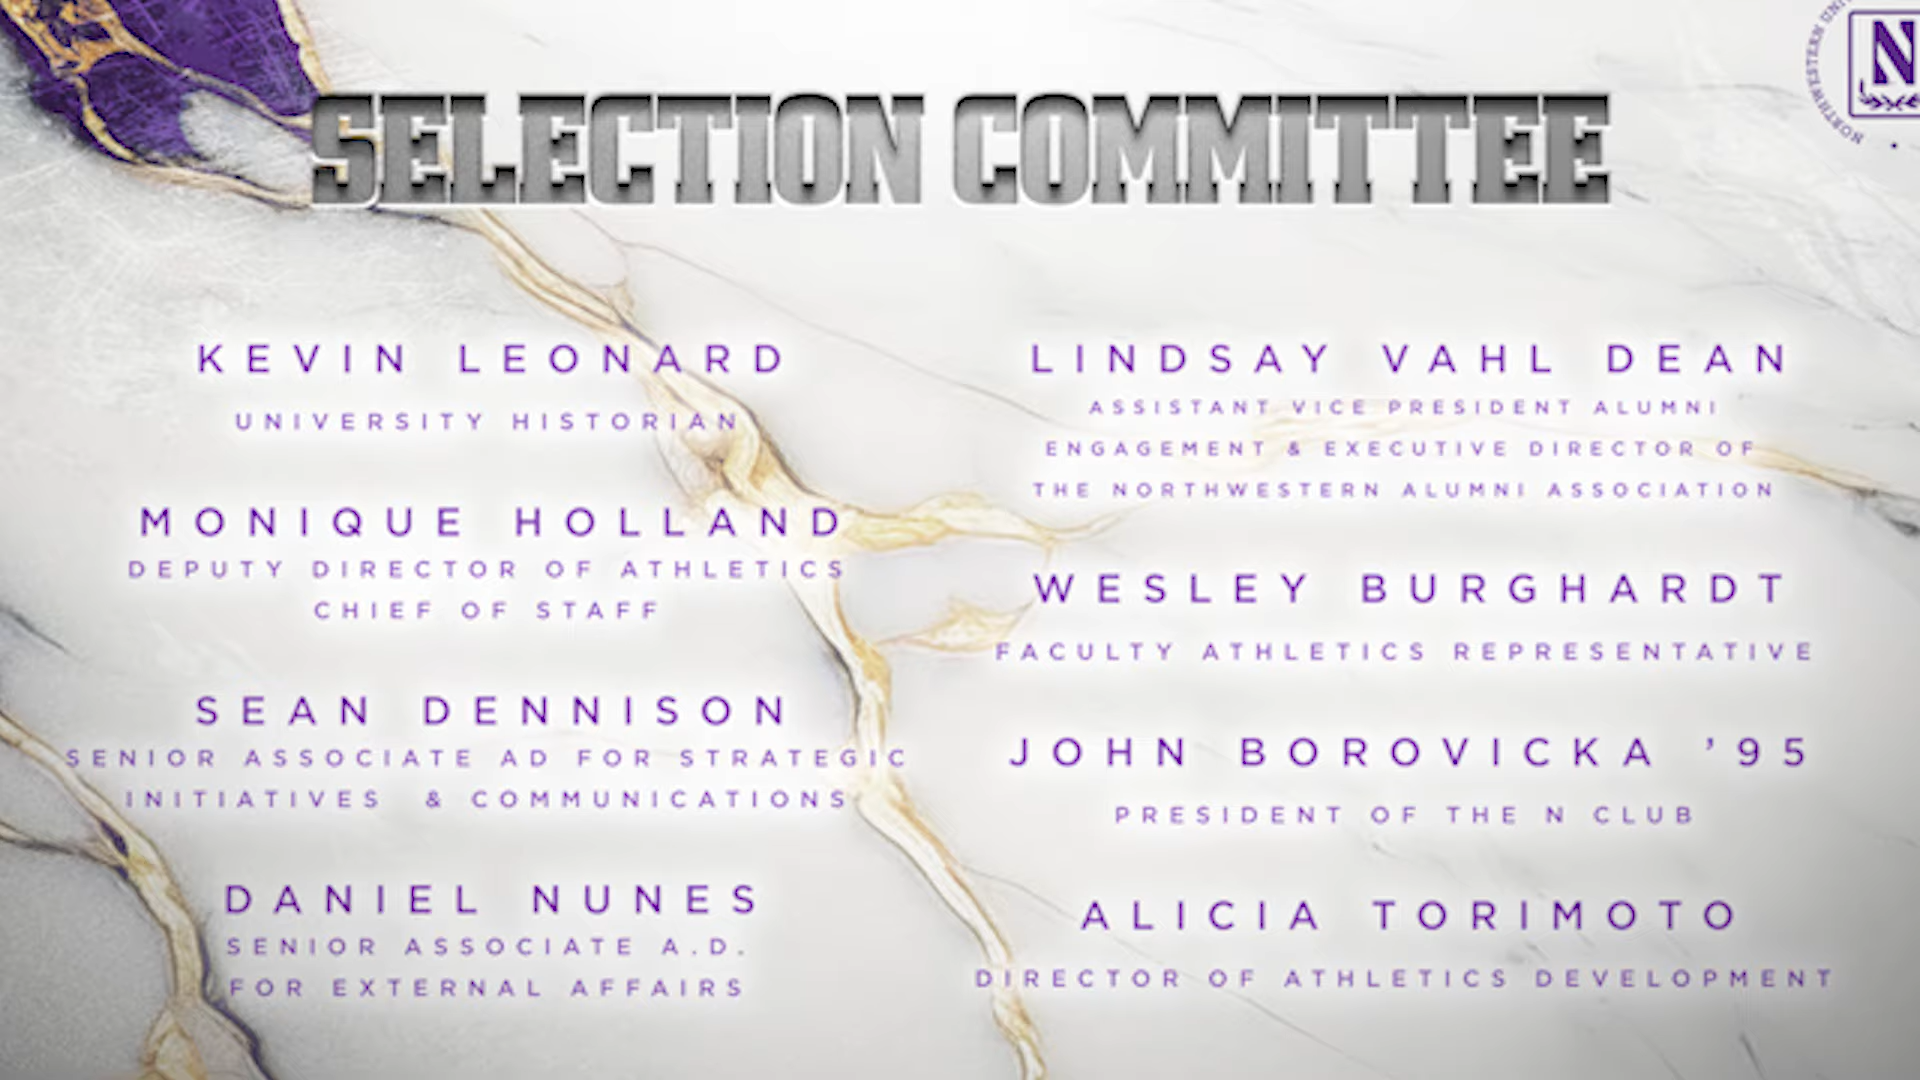 SELECTION COMMITTEE
KEVIN LEONARD
UNIVERSITY HISTORIAN
MONIQUE HOLLAND
DEPUTY DIRECTOR OF ATHLETICS
CHIEF OF STAFF
SEAN DENNISON
SENIOR ASSOCIATE AD FOR STRATEGIC
INITIATIVES & COMMUNICATIONS
DANIEL NUNES
SENIOR ASSOCIATE A.D.
FOR EXTERNAL AFFAIRS
LINDSAY VAHL DEAN
ASSISTANT VICE PRESIDENT ALUMNI
ENGAGEMENT & EXECUTIVE DIRECTOR OF
THE NORTHWESTERN ALUMNI ASSOCIATION
WESLEY BURGHARDT
FACULTY ATHLETICS REPRESENTATIVE
JOHN BOROVICKA ’95
PRESIDENT OF THE N CLUB
ALICIA TORIMOTO
DIRECTOR OF ATHLETICS DEVELOPMENT
NORTHWESTERN
N